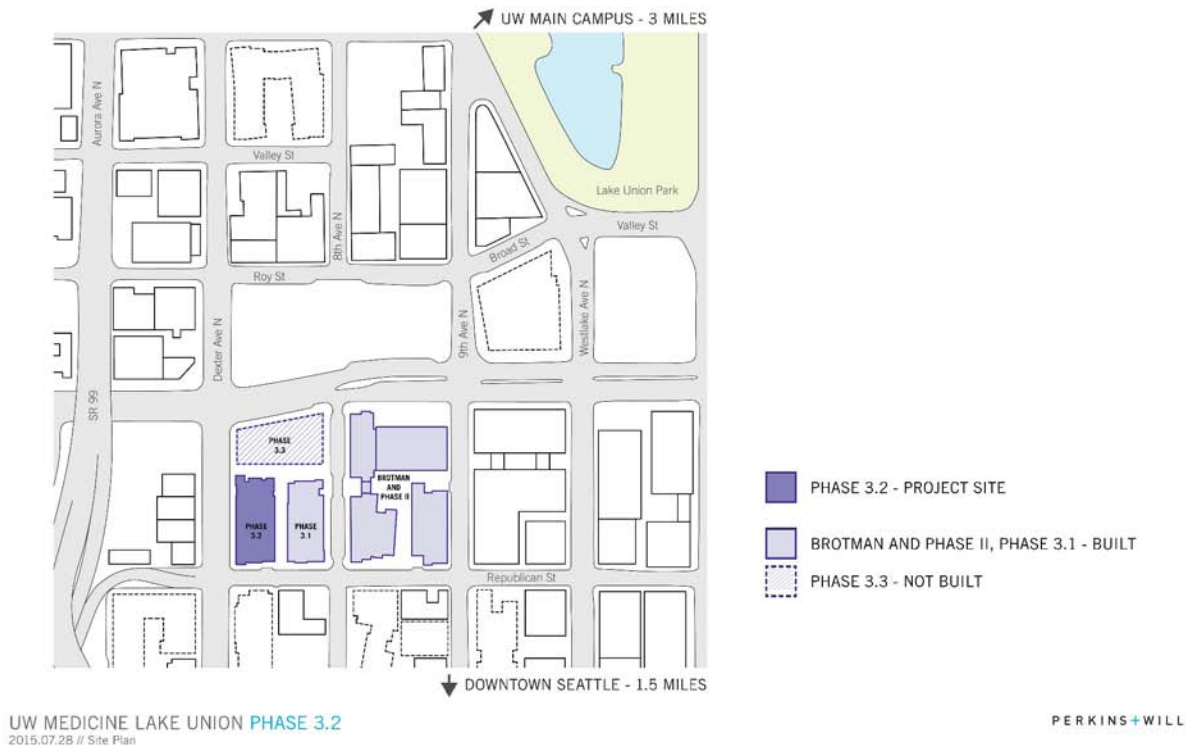 UW MAIN CAMPUS - 3 MILES
Aurora Ave N
Valley St
8th Ave N
Lake Union Park
Valley St
Broad St
Roy St
Dexter Ave N
9th Ave N
Westlake Ave N
SR 99
PHASE
3.3
BROTMAN
AND
PHASE II
PHASE
3.2
PHASE
3.1
Republican St
PHASE 3.2 - PROJECT SITE
BROTMAN AND PHASE II, PHASE 3.1 - BUILT
PHASE 3.3 - NOT BUILT
DOWNTOWN SEATTLE - 1.5 MILES
UW MEDICINE LAKE UNION PHASE 3.2
2015.07.28 // Site Plan
PERKINS+WILL